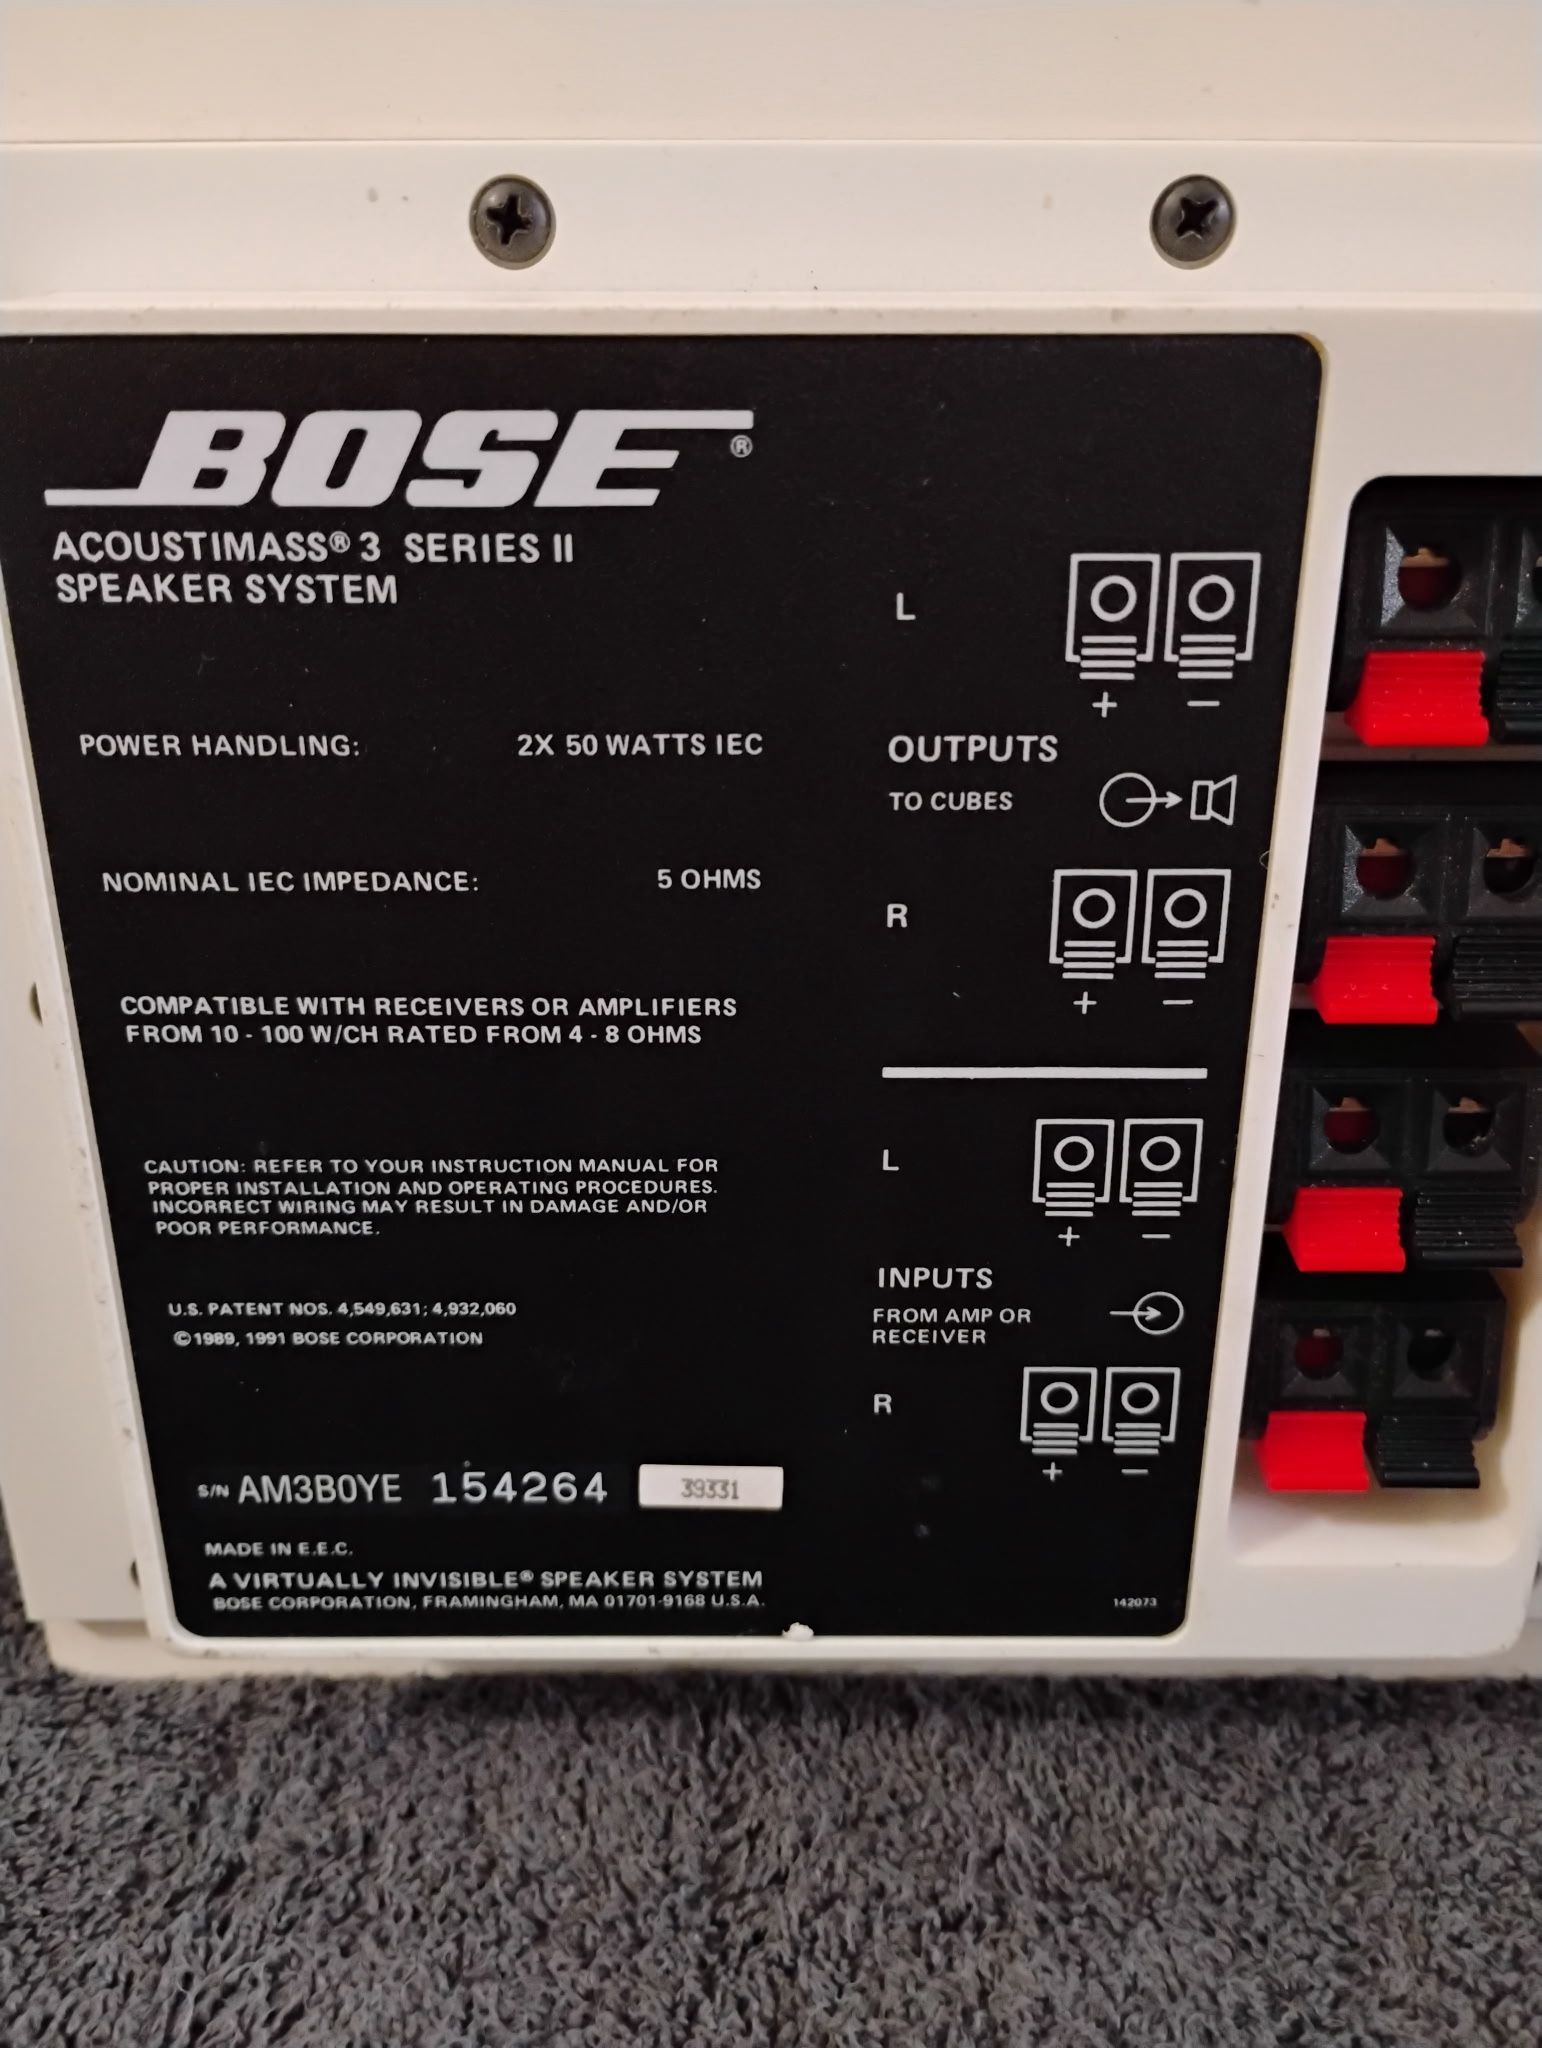 BOSE®
ACOUSTIMASS® 3 SERIES II
SPEAKER SYSTEM
POWER HANDLING: 2X 50 WATTS IEC
NOMINAL IEC IMPEDANCE: 5 OHMS
COMPATIBLE WITH RECEIVERS OR AMPLIFIERS
FROM 10 - 100 W/CH RATED FROM 4 - 8 OHMS
CAUTION: REFER TO YOUR INSTRUCTION MANUAL FOR
PROPER INSTALLATION AND OPERATING PROCEDURES.
INCORRECT WIRING MAY RESULT IN DAMAGE AND/OR
POOR PERFORMANCE.
U.S. PATENT NOS. 4,549,631; 4,932,060
©1989, 1991 BOSE CORPORATION
S/N AM3B0YE 154264 39331
MADE IN E.E.C.
A VIRTUALLY INVISIBLE® SPEAKER SYSTEM
BOSE CORPORATION, FRAMINGHAM, MA 01701-9168 U.S.A.
L
+ −
OUTPUTS
TO CUBES
R
+ −
L
+ −
INPUTS
FROM AMP OR
RECEIVER
R
+ −
142073